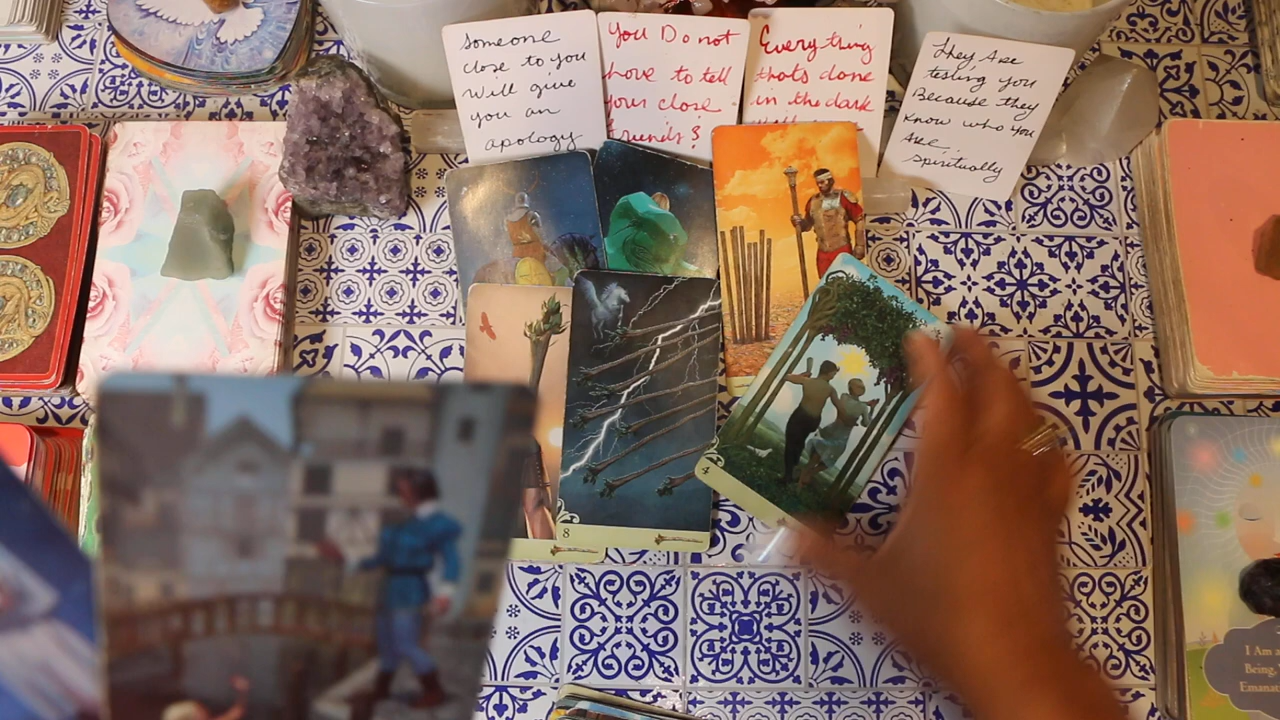 Someone
close to you
will give
you an
apology
You Do not
have to tell
your close
friends &
Everything
thats done
in the dark
They Are
testing you
Because they
know who you
Are
Spiritually
4
8
I Am a
Being,
Emanat